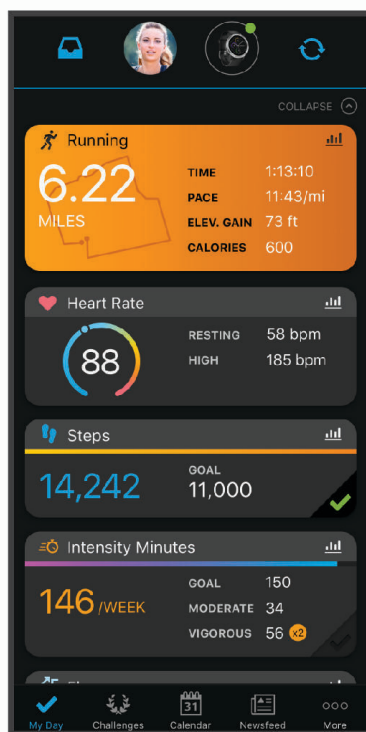 COLLAPSE
Running
6.22
MILES
TIME 1:13:10
PACE 11:43/mi
ELEV. GAIN 73 ft
CALORIES 600
Heart Rate
88
RESTING 58 bpm
HIGH 185 bpm
Steps
14,242
GOAL
11,000
Intensity Minutes
146 /WEEK
GOAL 150
MODERATE 34
VIGOROUS 56 x2
31
My Day Challenges Calendar Newsfeed More